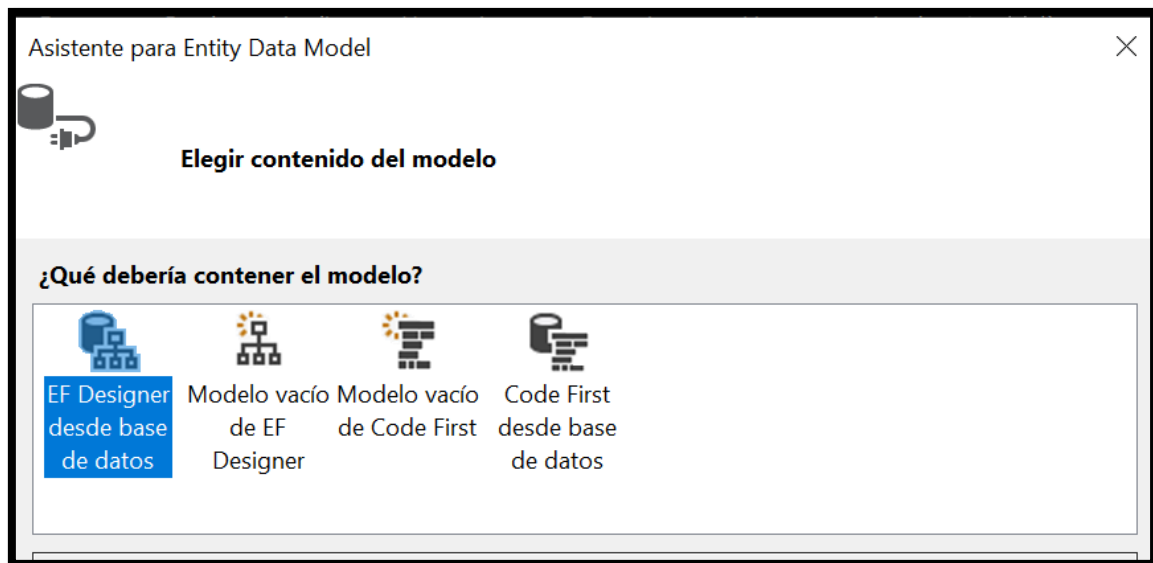 Asistente para Entity Data Model
Elegir contenido del modelo
¿Qué debería contener el modelo?
EF Designer desde base de datos
Modelo vacío de EF Designer
Modelo vacío de Code First
Code First desde base de datos